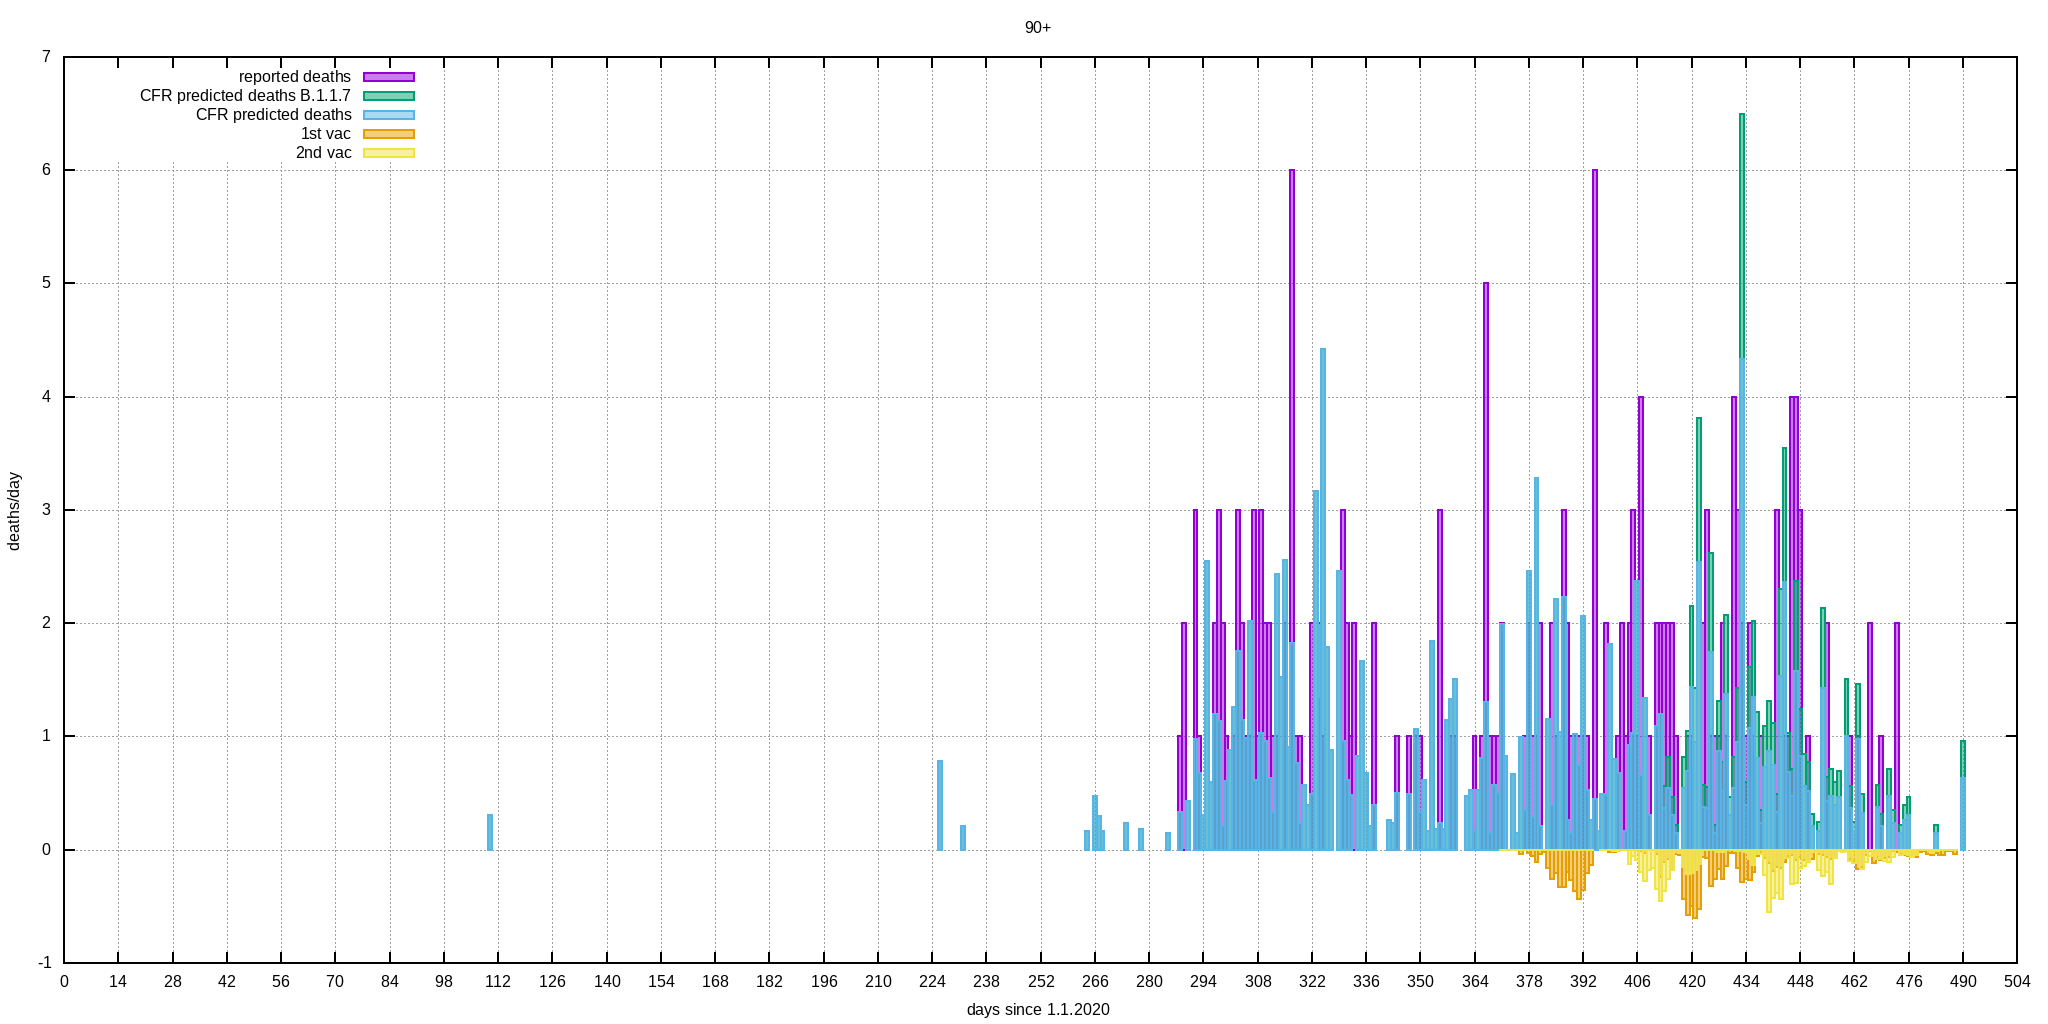 90+
reported deaths
CFR predicted deaths B.1.1.7
CFR predicted deaths
1st vac
2nd vac
7
6
5
4
3
2
1
0
-1
deaths/day
0 14 28 42 56 70 84 98 112 126 140 154 168 182 196 210 224 238 252 266 280 294 308 322 336 350 364 378 392 406 420 434 448 462 476 490 504
days since 1.1.2020